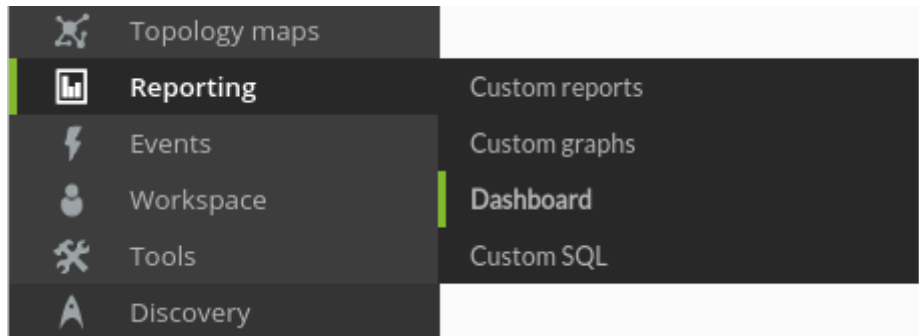 Topology maps
Reporting
Events
Workspace
Tools
Discovery
Custom reports
Custom graphs
Dashboard
Custom SQL